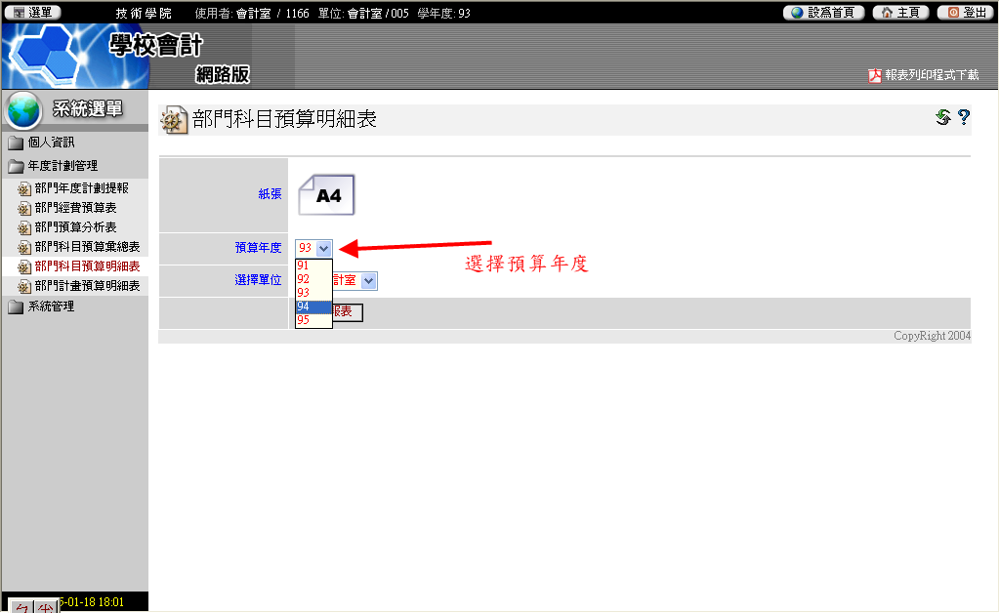 選單 技術學院 使用者: 會計室 / 1166 單位: 會計室 / 005 學年度: 93 設為首頁 主頁 登出
學校會計
網路版
報表列印程式下載
系統選單
部門科目預算明細表 ?
個人資訊
年度計劃管理
部門年度計劃提報
部門經費預算表
部門預算分析表
部門科目預算彙總表
部門科目預算明細表
部門計畫預算明細表
系統管理
紙張 A4
預算年度 93
選擇預算年度
91
92
93
94
95
選擇單位 計室
報表
CopyRight 2004
5-01-18 18:01